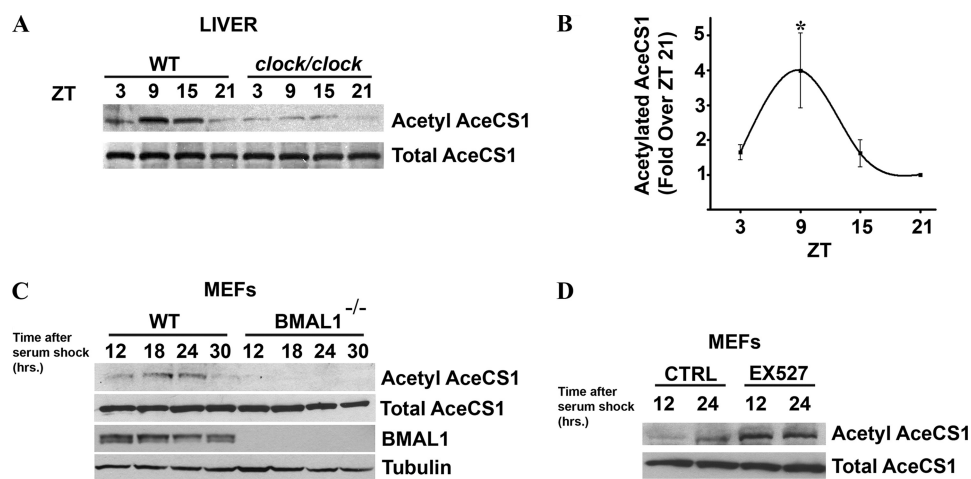 A
LIVER
WT clock/clock
ZT 3 9 15 21 3 9 15 21
Acetyl AceCS1
Total AceCS1
B
Acetylated AceCS1
(Fold Over ZT 21)
5
4
3
2
1
*
3 9 15 21
ZT
C
MEFs
WT BMAL1-/-
Time after
serum shock
(hrs.)
12 18 24 30 12 18 24 30
Acetyl AceCS1
Total AceCS1
BMAL1
Tubulin
D
MEFs
CTRL EX527
Time after
serum shock
(hrs.)
12 24 12 24
Acetyl AceCS1
Total AceCS1